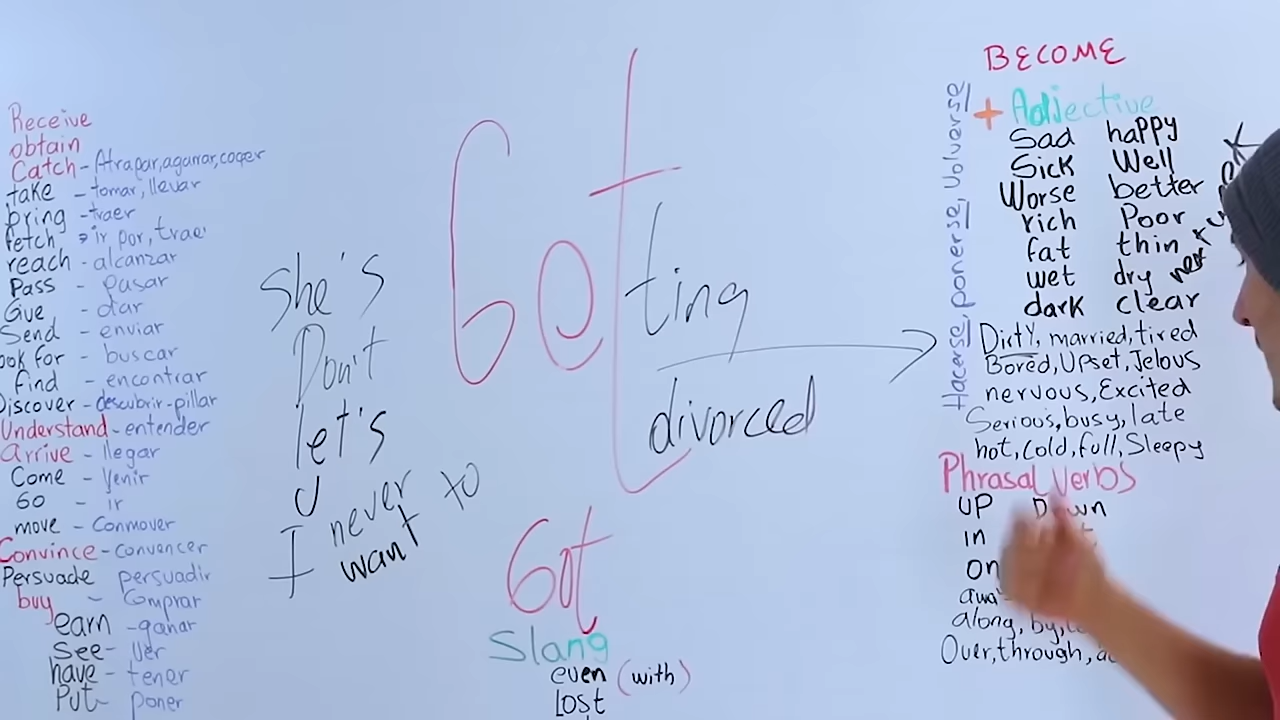 Receive
obtain
Catch - Atrapar, agarrar, coger
take - tomar, llevar
bring - traer
fetch > ir por, traer
reach - alcanzar
Pass - pasar
Give - dar
Send - enviar
ook for - buscar
find - encontrar
Discover - descubrir - pillar
Understand - entender
arrive - llegar
Come - venir
Go - ir
move - Conmover
Convince - convencer
Persuade persuadir
buy - Comprar
earn - ganar
See - Ver
have - tener
Put - poner
She's
Don't
let's
I never to
want
Get
ting
divorced
Got
Slang
even (with)
Lost
BECOME
+ Adjective
Hacerse, ponerse, Volverse
Sad happy
Sick Well
Worse better
rich Poor
fat thin
wet dry
dark clear
Dirty, married, tired
Bored, Upset, Jelous
nervous, Excited
Serious, busy, late
hot, cold, full, Sleepy
Phrasal Verbs
UP Down
in
on
along, by,
Over, through,